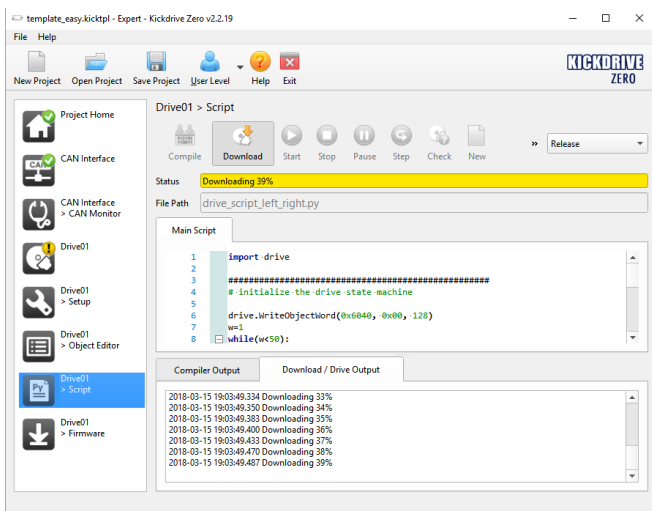 template_easy.kicktpl - Expert - Kickdrive Zero v2.2.19
File Help
New Project Open Project Save Project User Level Help Exit
KICKDRIVE
ZERO
Project Home
CAN Interface
CAN Interface
> CAN Monitor
Drive01
Drive01
> Setup
Drive01
> Object Editor
Drive01
> Script
Drive01
> Firmware
Drive01 > Script
Compile Download Start Stop Pause Step Check New » Release
Status Downloading 39%
File Path drive_script_left_right.py
Main Script
1 import drive
2
3 ###################################################
4 # initialize the drive state machine
5
6 drive.WriteObjectWord(0x6040, 0x00, 128)
7 w=1
8 while(w<50):
Compiler Output Download / Drive Output
2018-03-15 19:03:49.334 Downloading 33%
2018-03-15 19:03:49.350 Downloading 34%
2018-03-15 19:03:49.383 Downloading 35%
2018-03-15 19:03:49.400 Downloading 36%
2018-03-15 19:03:49.433 Downloading 37%
2018-03-15 19:03:49.470 Downloading 38%
2018-03-15 19:03:49.487 Downloading 39%